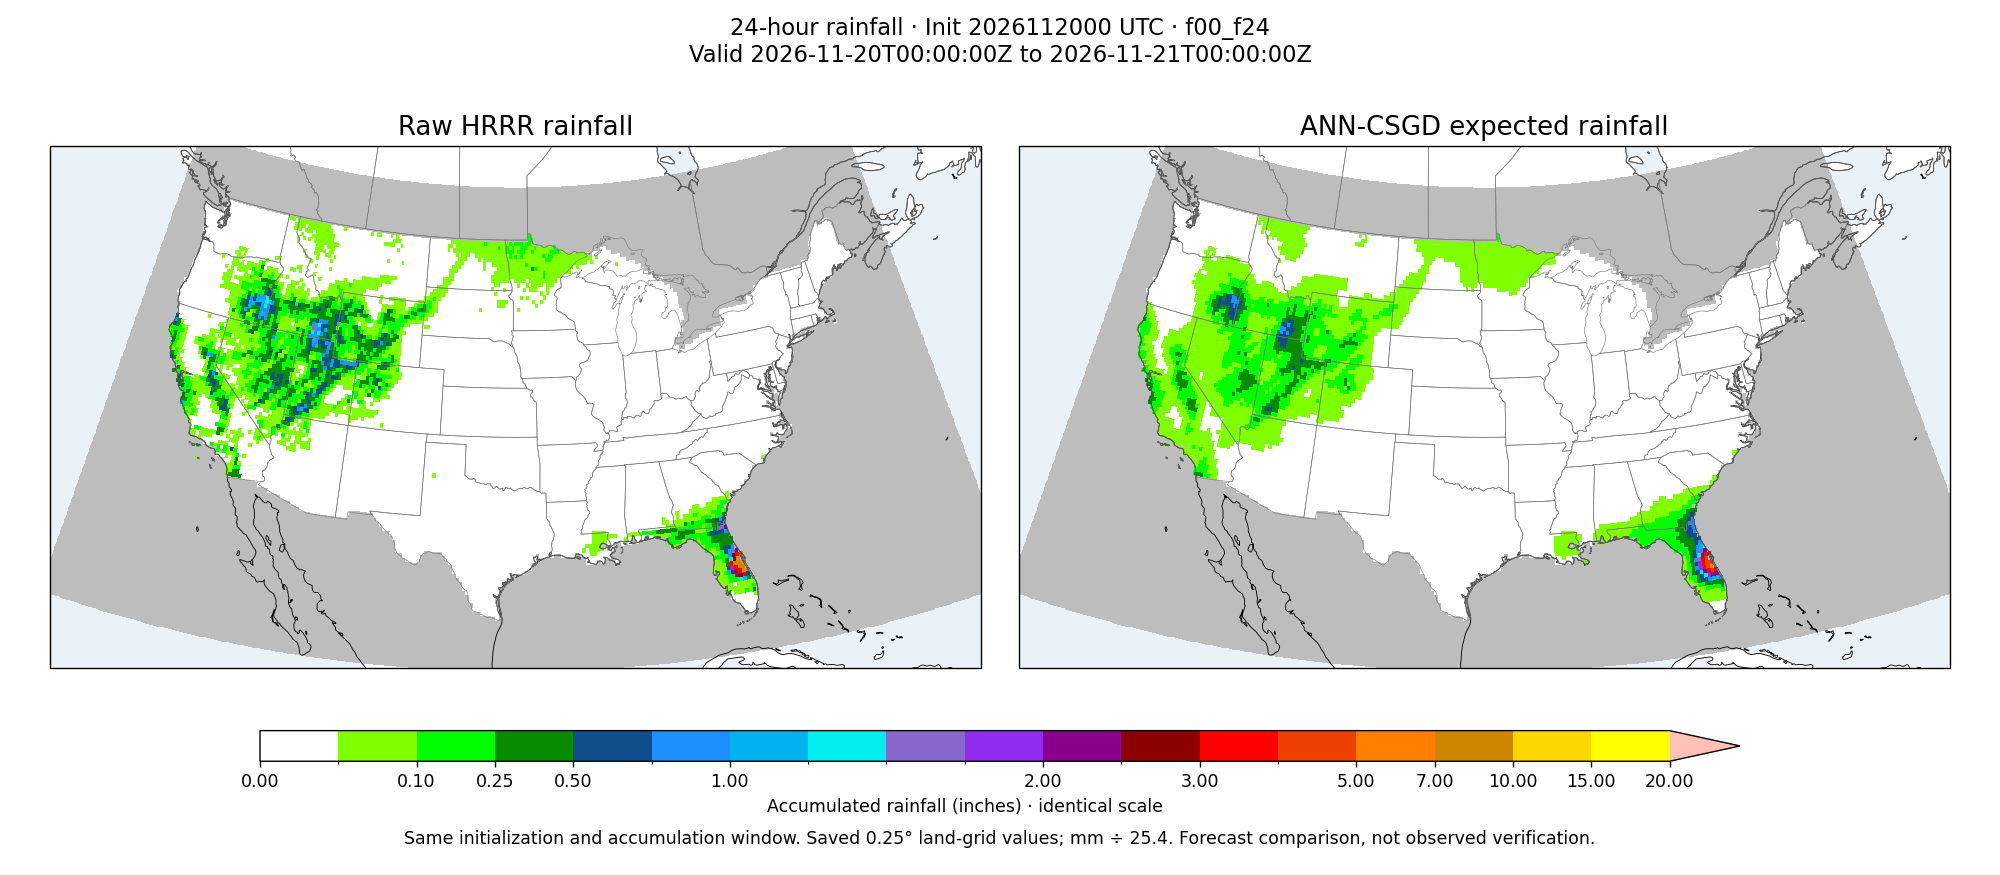 24-hour rainfall · Init 2026112000 UTC · f00_f24
Valid 2026-11-20T00:00:00Z to 2026-11-21T00:00:00Z
Raw HRRR rainfall
ANN-CSGD expected rainfall
0.00 0.10 0.25 0.50 1.00 2.00 3.00 5.00 7.00 10.00 15.00 20.00
Accumulated rainfall (inches) · identical scale
Same initialization and accumulation window. Saved 0.25° land-grid values; mm ÷ 25.4. Forecast comparison, not observed verification.